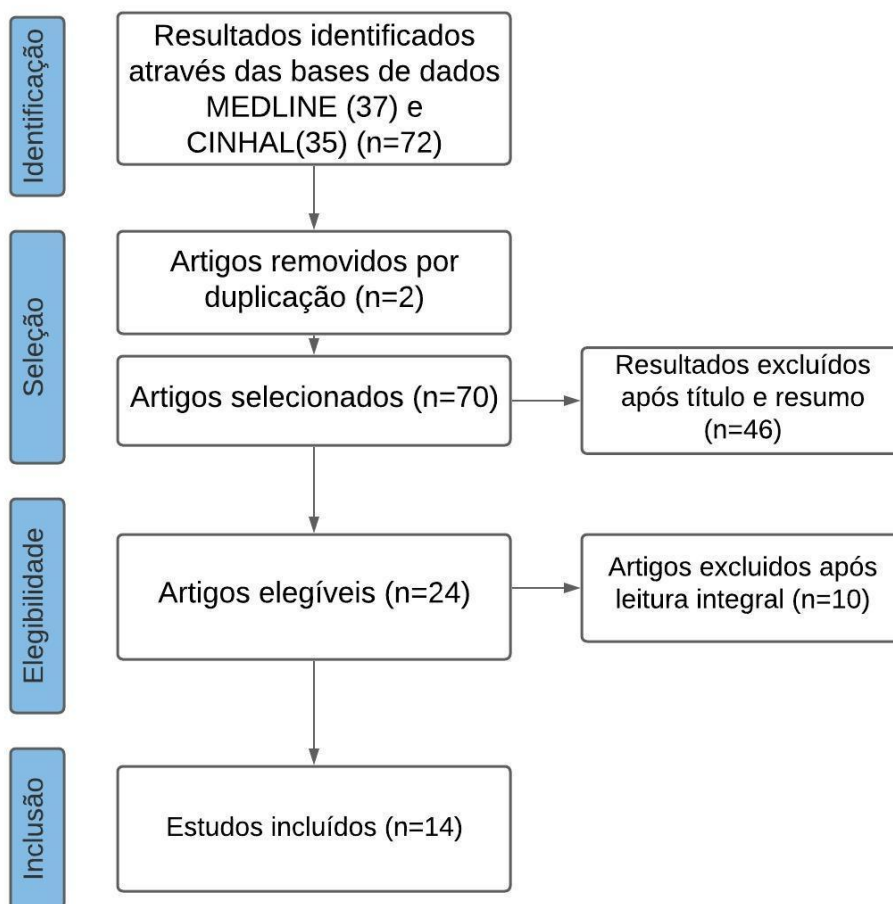 Identificação
Resultados identificados
através das bases de dados
MEDLINE (37) e
CINHAL(35) (n=72)
Seleção
Artigos removidos por
duplicação (n=2)
Artigos selecionados (n=70)
Resultados excluídos
após título e resumo
(n=46)
Elegibilidade
Artigos elegíveis (n=24)
Artigos excluidos após
leitura integral (n=10)
Inclusão
Estudos incluídos (n=14)